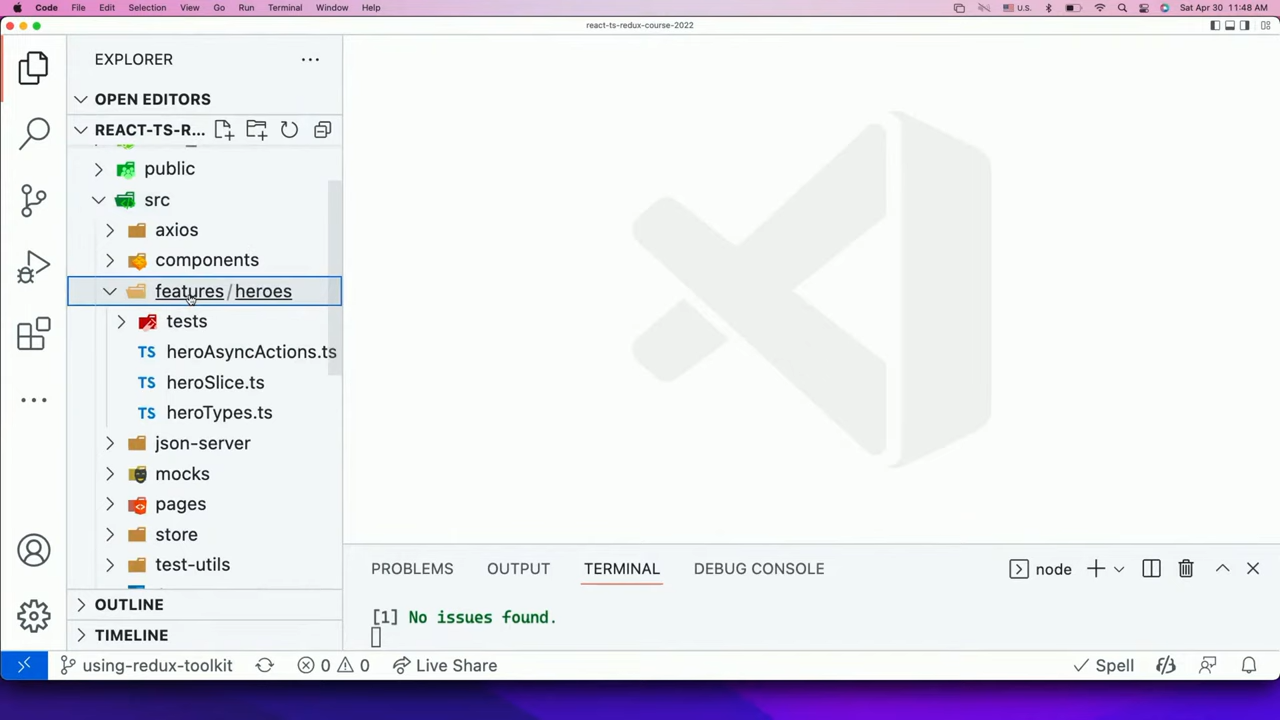 Code File Edit Selection View Go Run Terminal Window Help U.S. Sat Apr 30 11:48 AM
react-ts-redux-course-2022
EXPLORER
OPEN EDITORS
REACT-TS-R...
public
src
axios
components
features / heroes
tests
TS heroAsyncActions.ts
TS heroSlice.ts
TS heroTypes.ts
json-server
mocks
pages
store
test-utils
OUTLINE
TIMELINE
PROBLEMS OUTPUT TERMINAL DEBUG CONSOLE node
[1] No issues found.
using-redux-toolkit 0 0 Live Share Spell